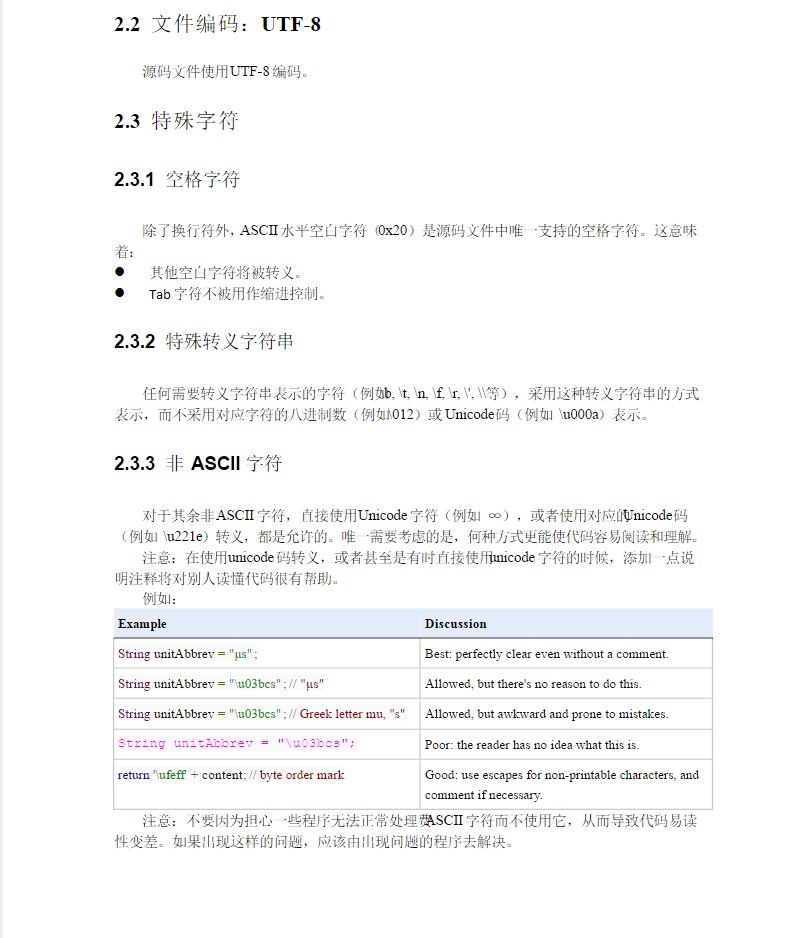 2.2 文件编码：UTF-8
源码文件使用UTF-8 编码。
2.3 特殊字符
2.3.1 空格字符
除了换行符外，ASCII 水平空白字符（0x20）是源码文件中唯一支持的空格字符。这意味
着：
● 其他空白字符将被转义。
● Tab 字符不被用作缩进控制。
2.3.2 特殊转义字符串
任何需要转义字符串表示的字符（例如\b, \t, \n, \f, \r, \', \\等），采用这种转义字符串的方式
表示，而不采用对应字符的八进制数（例如\012）或 Unicode码（例如 \u000a）表示。
2.3.3 非 ASCII 字符
对于其余非ASCII 字符，直接使用Unicode 字符（例如 ∞），或者使用对应的Unicode码
（例如 \u221e）转义，都是允许的。唯一需要考虑的是，何种方式更能使代码容易阅读和理解。
注意：在使用unicode 码转义，或者甚至是有时直接使用unicode 字符的时候，添加一点说
明注释将对别人读懂代码很有帮助。
例如：
Example Discussion
String unitAbbrev = "μs"; Best: perfectly clear even without a comment.
String unitAbbrev = "\u03bcs"; // "μs" Allowed, but there's no reason to do this.
String unitAbbrev = "\u03bcs"; // Greek letter mu, "s" Allowed, but awkward and prone to mistakes.
String unitAbbrev = "\u03bcs"; Poor: the reader has no idea what this is.
return '\ufeff' + content; // byte order mark Good: use escapes for non-printable characters, and
comment if necessary.
注意：不要因为担心一些程序无法正常处理非ASCII 字符而不使用它，从而导致代码易读
性变差。如果出现这样的问题，应该由出现问题的程序去解决。